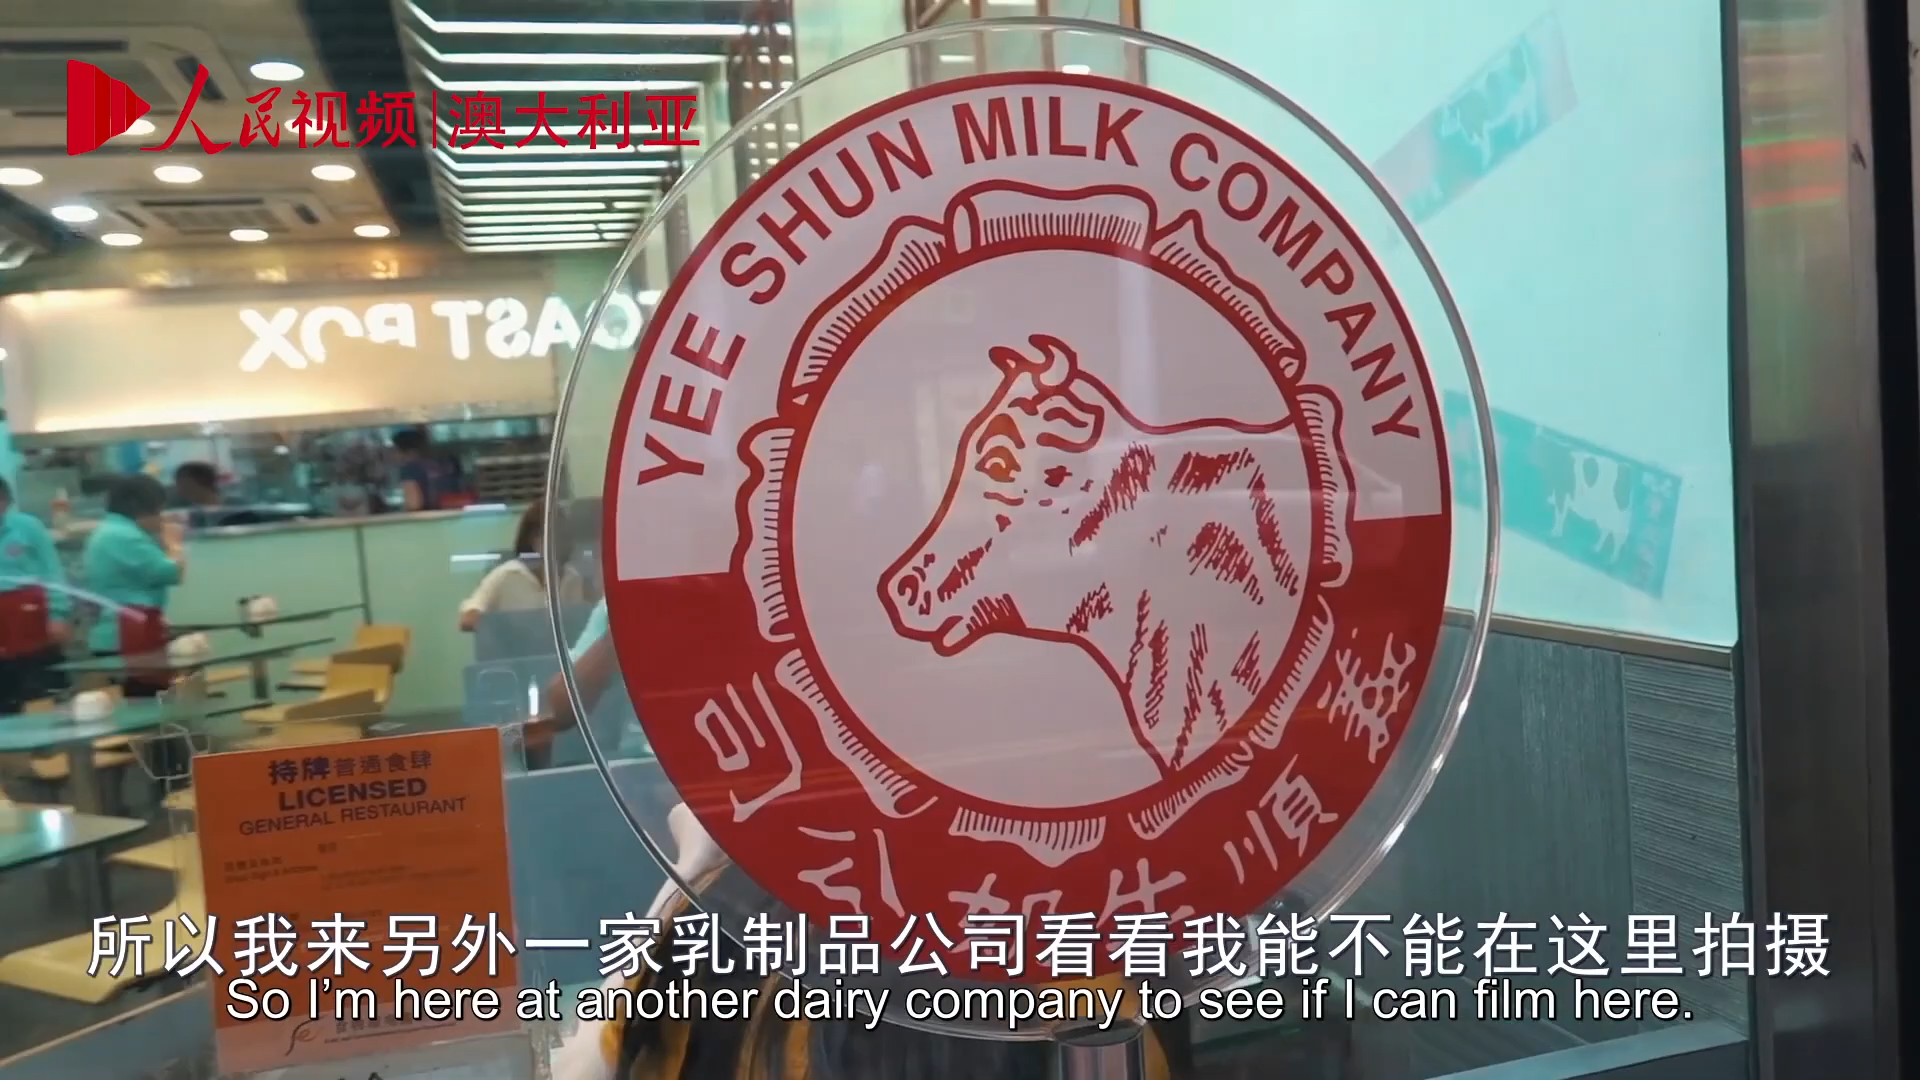 人民视频|澳大利亚
YEE SHUN MILK COMPANY
義順牛奶公司
TOAST BOX
持牌普通食肆
LICENSED
GENERAL RESTAURANT
所以我来另外一家乳制品公司看看我能不能在这里拍摄
So I'm here at another dairy company to see if I can film here.